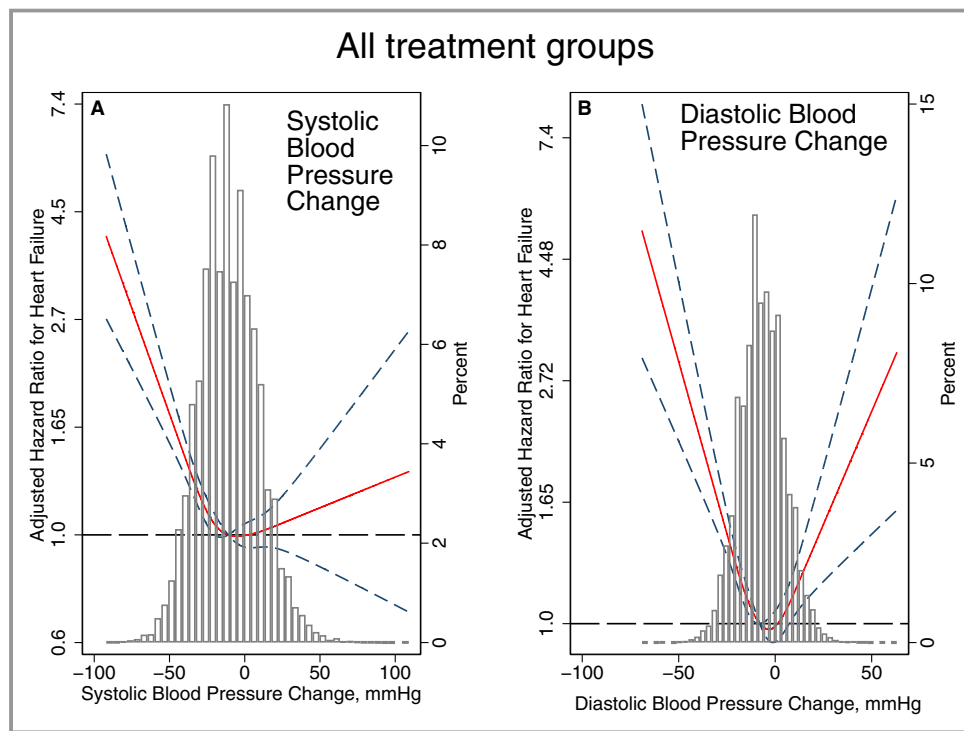 All treatment groups
A
Systolic
Blood
Pressure
Change
Adjusted Hazard Ratio for Heart Failure
7.4
4.5
2.7
1.65
1.0
0.6
10
8
6
4
2
0
Percent
−100 −50 0 50 100
Systolic Blood Pressure Change, mmHg
B
Diastolic Blood
Pressure Change
Adjusted Hazard Ratio for Heart Failure
7.4
4.48
2.72
1.65
1.0
15
10
5
0
Percent
−100 −50 0 50
Diastolic Blood Pressure Change, mmHg